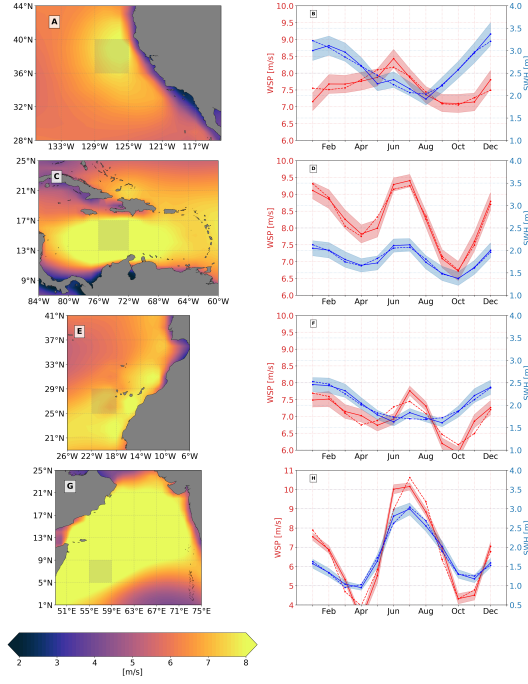 44°N
40°N
36°N
32°N
28°N
A
133°W 129°W 125°W 121°W 117°W
B
10.0
9.5
9.0
8.5
8.0
7.5
7.0
6.5
6.0
WSP [m/s]
4.0
3.5
3.0
2.5
2.0
1.5
1.0
SWH [m]
Feb Apr Jun Aug Oct Dec
25°N
21°N
17°N
13°N
9°N
C
84°W 80°W 76°W 72°W 68°W 64°W 60°W
D
10.0
9.5
9.0
8.5
8.0
7.5
7.0
6.5
6.0
WSP [m/s]
4.0
3.5
3.0
2.5
2.0
1.5
1.0
SWH [m]
Feb Apr Jun Aug Oct Dec
41°N
37°N
33°N
29°N
25°N
21°N
E
26°W 22°W 18°W 14°W 10°W 6°W
F
10.0
9.5
9.0
8.5
8.0
7.5
7.0
6.5
6.0
WSP [m/s]
4.0
3.5
3.0
2.5
2.0
1.5
1.0
SWH [m]
Feb Apr Jun Aug Oct Dec
25°N
21°N
17°N
13°N
9°N
5°N
1°N
G
51°E 55°E 59°E 63°E 67°E 71°E 75°E
H
11
10
9
8
7
6
5
4
WSP [m/s]
4.0
3.5
3.0
2.5
2.0
1.5
1.0
0.5
SWH [m]
Feb Apr Jun Aug Oct Dec
2 3 4 5 6 7 8
[m/s]